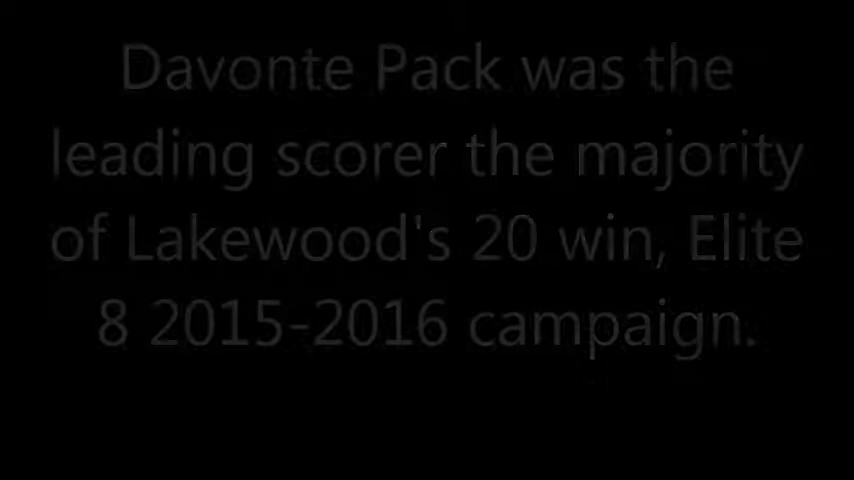 Davonte Pack was the
leading scorer the majority
of Lakewood's 20 win, Elite
8 2015-2016 campaign.